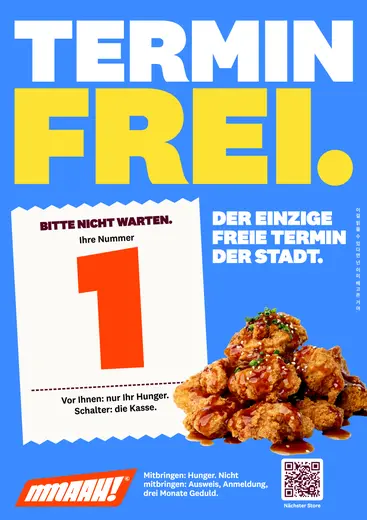 TERMIN
FREI.
BITTE NICHT WARTEN.
Ihre Nummer
1
Vor Ihnen: nur Ihr Hunger.
Schalter: die Kasse.
DER EINZIGE
FREIE TERMIN
DER STADT.
MMAAH!®
Mitbringen: Hunger. Nicht
mitbringen: Ausweis, Anmeldung,
drei Monate Geduld.
Nächster Store